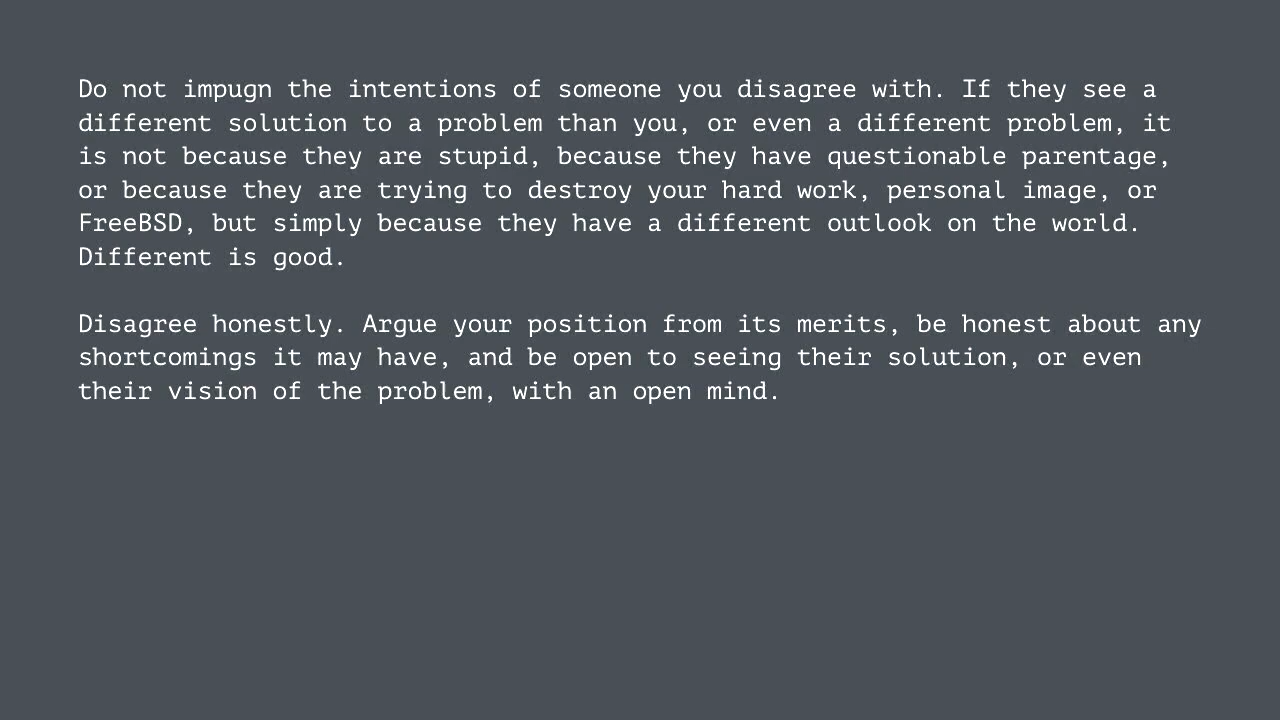 Do not impugn the intentions of someone you disagree with. If they see a
different solution to a problem than you, or even a different problem, it
is not because they are stupid, because they have questionable parentage,
or because they are trying to destroy your hard work, personal image, or
FreeBSD, but simply because they have a different outlook on the world.
Different is good.
Disagree honestly. Argue your position from its merits, be honest about any
shortcomings it may have, and be open to seeing their solution, or even
their vision of the problem, with an open mind.